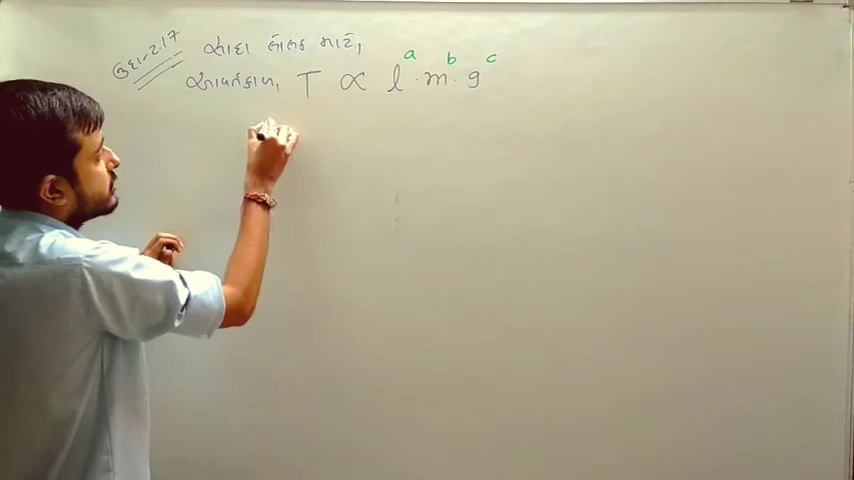 ઉદા-2.17 સાદા લોલક માટે,
આવર્તકાળ, T ∝ l^a · m^b · g^c